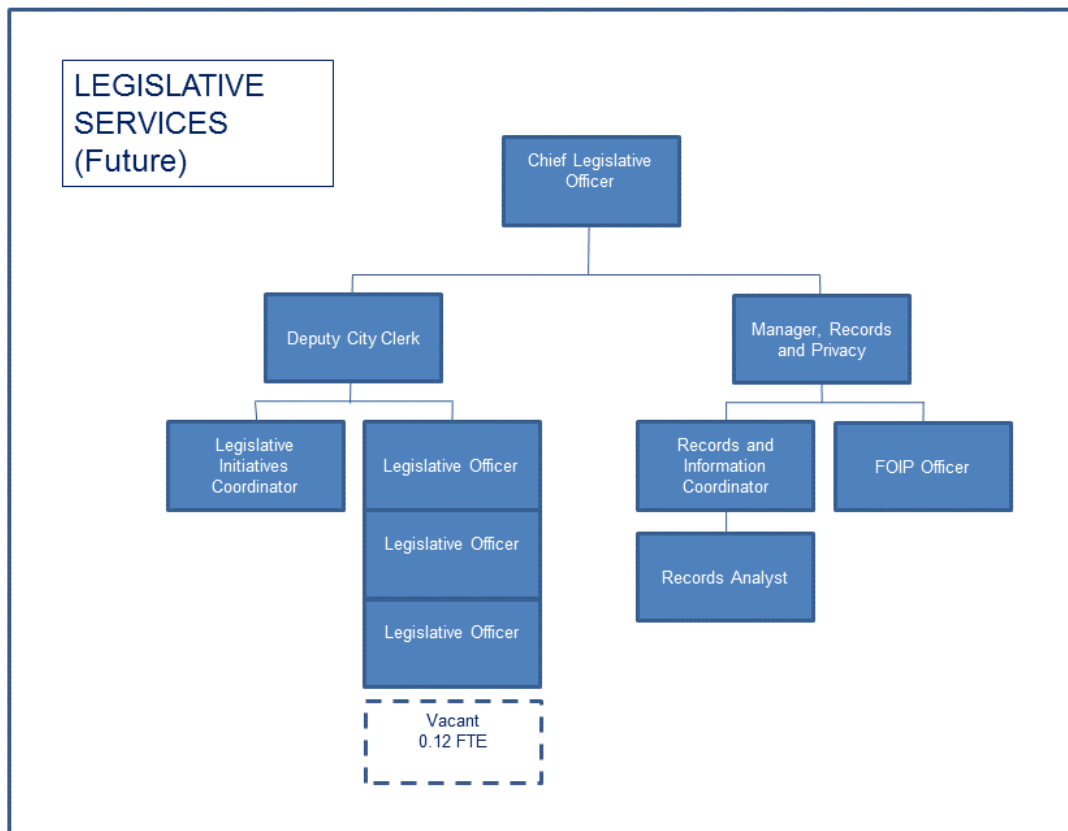 LEGISLATIVE
SERVICES
(Future)
Chief Legislative
Officer
Deputy City Clerk
Manager, Records
and Privacy
Legislative
Initiatives
Coordinator
Legislative Officer
Records and
Information
Coordinator
FOIP Officer
Legislative Officer
Records Analyst
Legislative Officer
Vacant
0.12 FTE